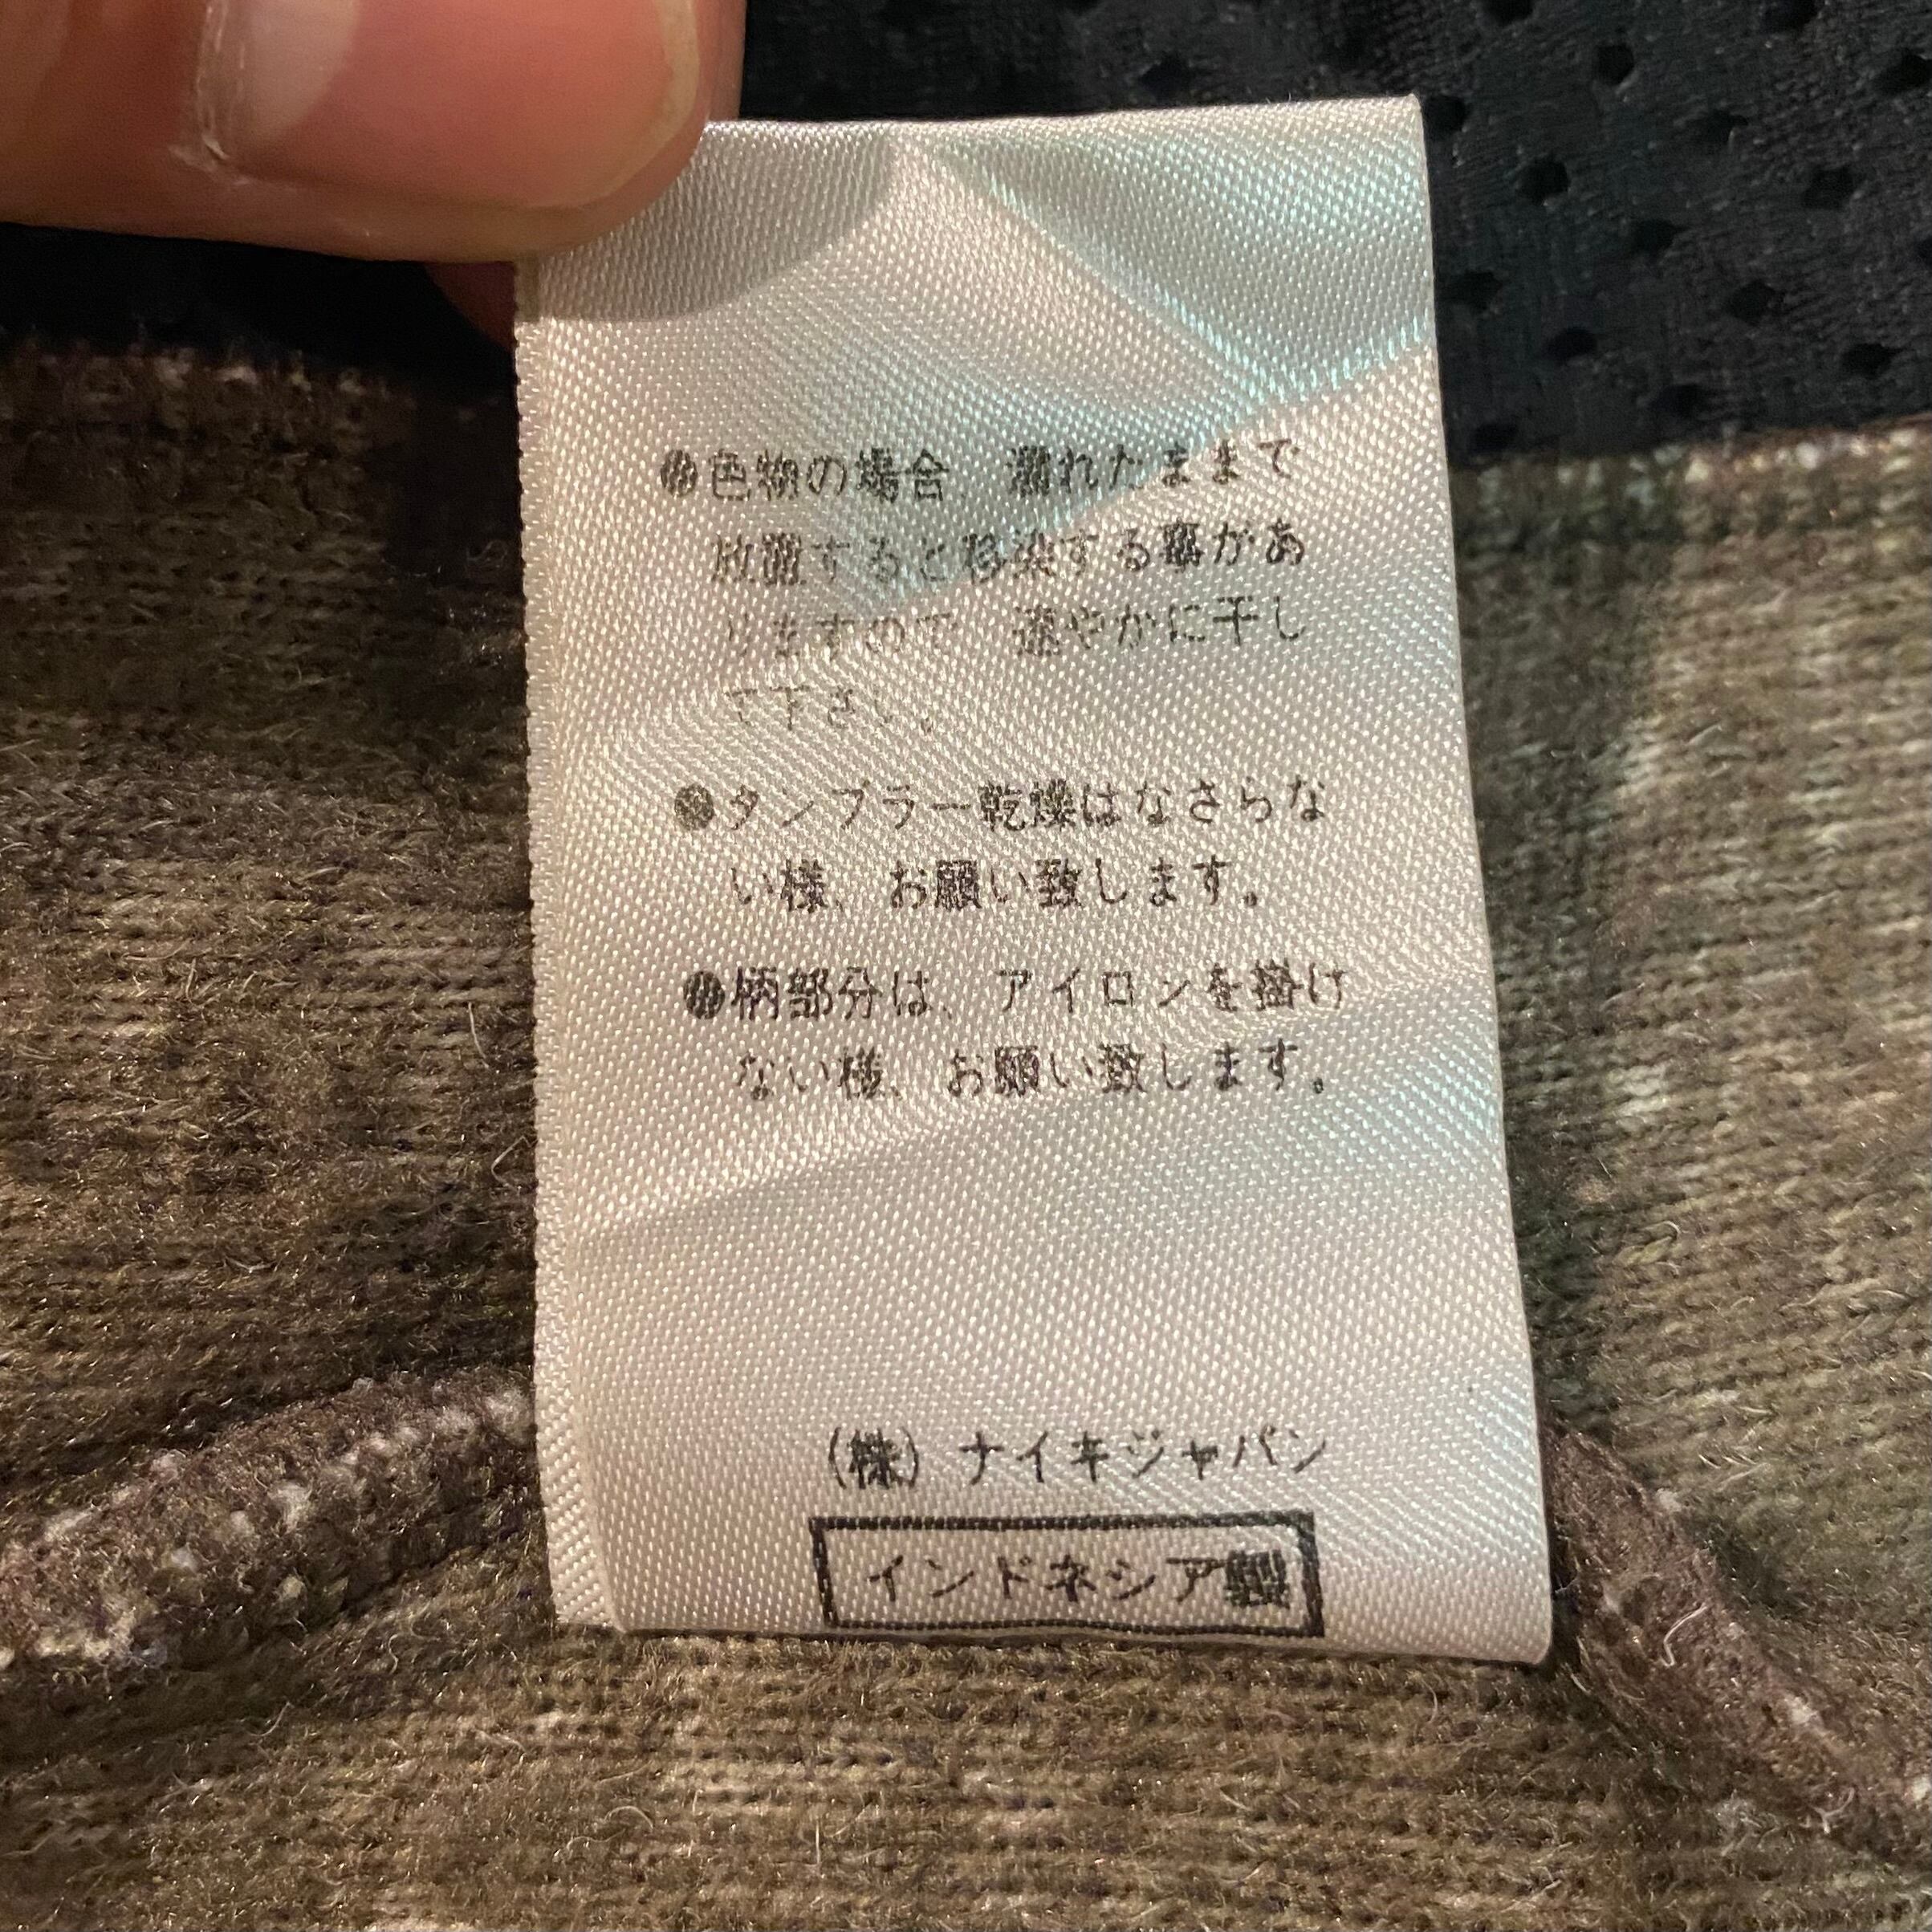 ●色物の場合、濡れたままで
放置すると移染する事があ
りますので、速やかに干し
て下さい。
●タンブラー乾燥はなさらな
い様、お願い致します。
●柄部分は、アイロンを掛け
ない様、お願い致します。
(株) ナイキジャパン
インドネシア製